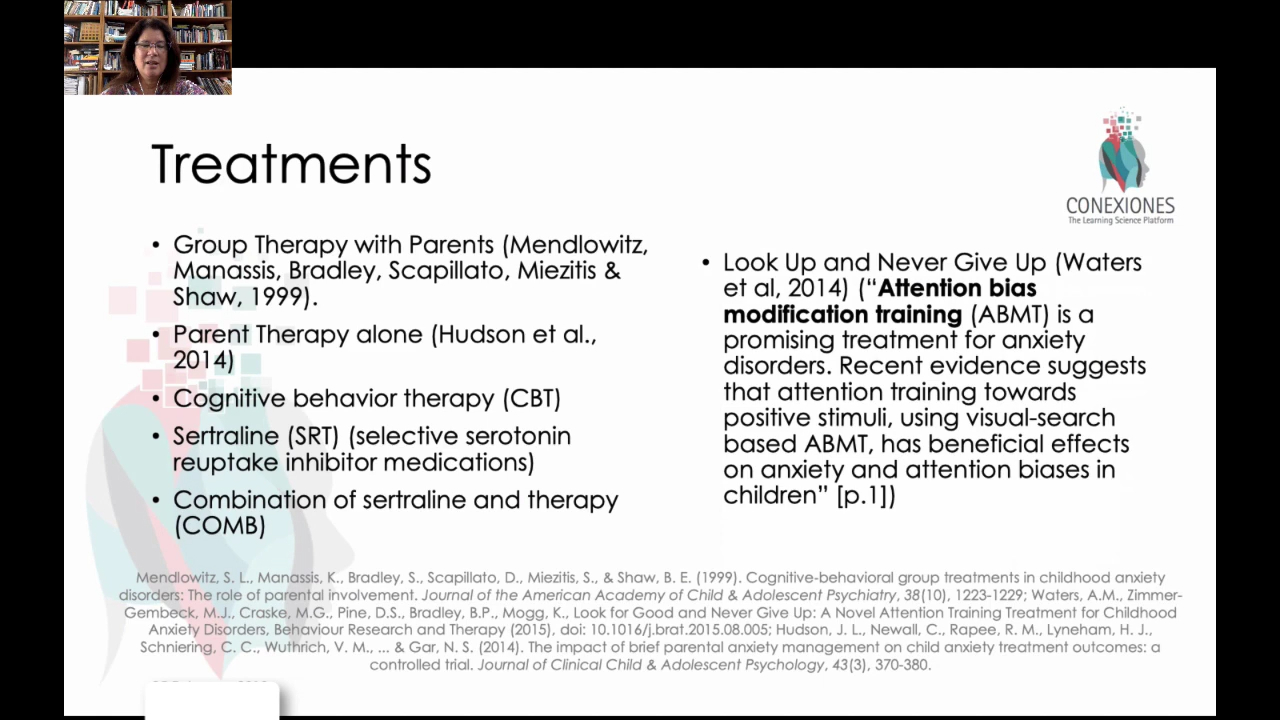 Treatments
CONEXIONES
The Learning Science Platform
• Group Therapy with Parents (Mendlowitz,
Manassis, Bradley, Scapillato, Miezitis &
Shaw, 1999).
• Parent Therapy alone (Hudson et al.,
2014)
• Cognitive behavior therapy (CBT)
• Sertraline (SRT) (selective serotonin
reuptake inhibitor medications)
• Combination of sertraline and therapy
(COMB)
• Look Up and Never Give Up (Waters
et al, 2014) (“Attention bias
modification training (ABMT) is a
promising treatment for anxiety
disorders. Recent evidence suggests
that attention training towards
positive stimuli, using visual-search
based ABMT, has beneficial effects
on anxiety and attention biases in
children” [p.1])
Mendlowitz, S. L., Manassis, K., Bradley, S., Scapillato, D., Miezitis, S., & Shaw, B. E. (1999). Cognitive-behavioral group treatments in childhood anxiety
disorders: The role of parental involvement. Journal of the American Academy of Child & Adolescent Psychiatry, 38(10), 1223-1229; Waters, A.M., Zimmer-
Gembeck, M.J., Craske, M.G., Pine, D.S., Bradley, B.P., Mogg, K., Look for Good and Never Give Up: A Novel Attention Training Treatment for Childhood
Anxiety Disorders, Behaviour Research and Therapy (2015), doi: 10.1016/j.brat.2015.08.005; Hudson, J. L., Newall, C., Rapee, R. M., Lyneham, H. J.,
Schniering, C. C., Wuthrich, V. M., ... & Gar, N. S. (2014). The impact of brief parental anxiety management on child anxiety treatment outcomes: a
controlled trial. Journal of Clinical Child & Adolescent Psychology, 43(3), 370-380.